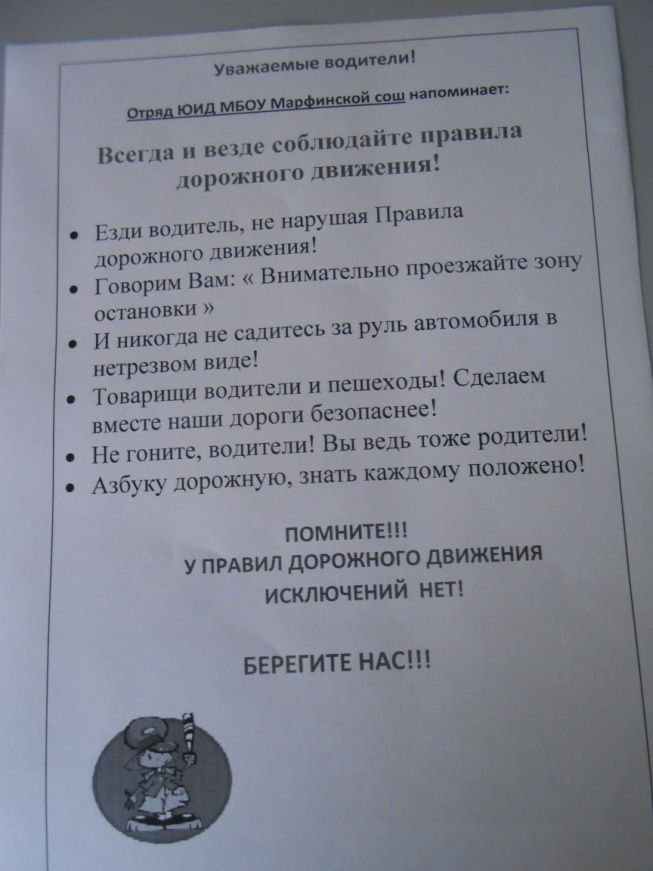 Уважаемые водители!
Отряд ЮИД МБОУ Марфинской сош напоминает:
Всегда и везде соблюдайте правила
дорожного движения!
• Езди водитель, не нарушая Правила
дорожного движения!
• Говорим Вам: « Внимательно проезжайте зону
остановки »
• И никогда не садитесь за руль автомобиля в
нетрезвом виде!
• Товарищи водители и пешеходы! Сделаем
вместе наши дороги безопаснее!
• Не гоните, водители! Вы ведь тоже родители!
• Азбуку дорожную, знать каждому положено!
ПОМНИТЕ!!!
У ПРАВИЛ ДОРОЖНОГО ДВИЖЕНИЯ
ИСКЛЮЧЕНИЙ НЕТ!
БЕРЕГИТЕ НАС!!!